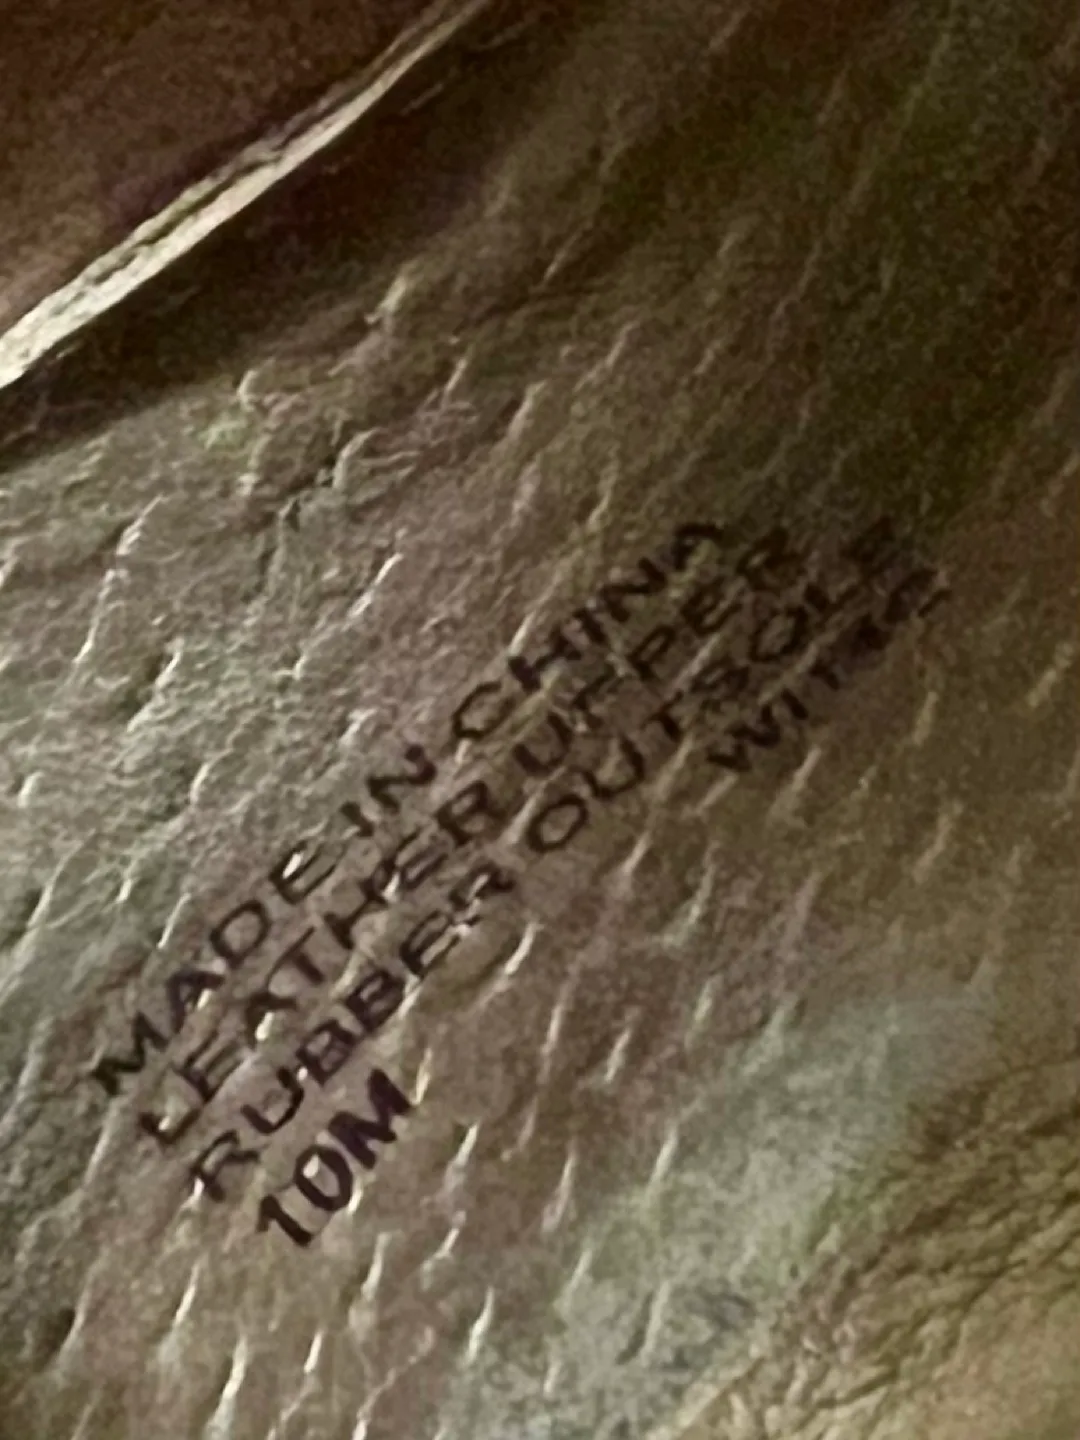 MADE IN CHINA
LEATHER UPPER
RUBBER OUTSOLE
10M